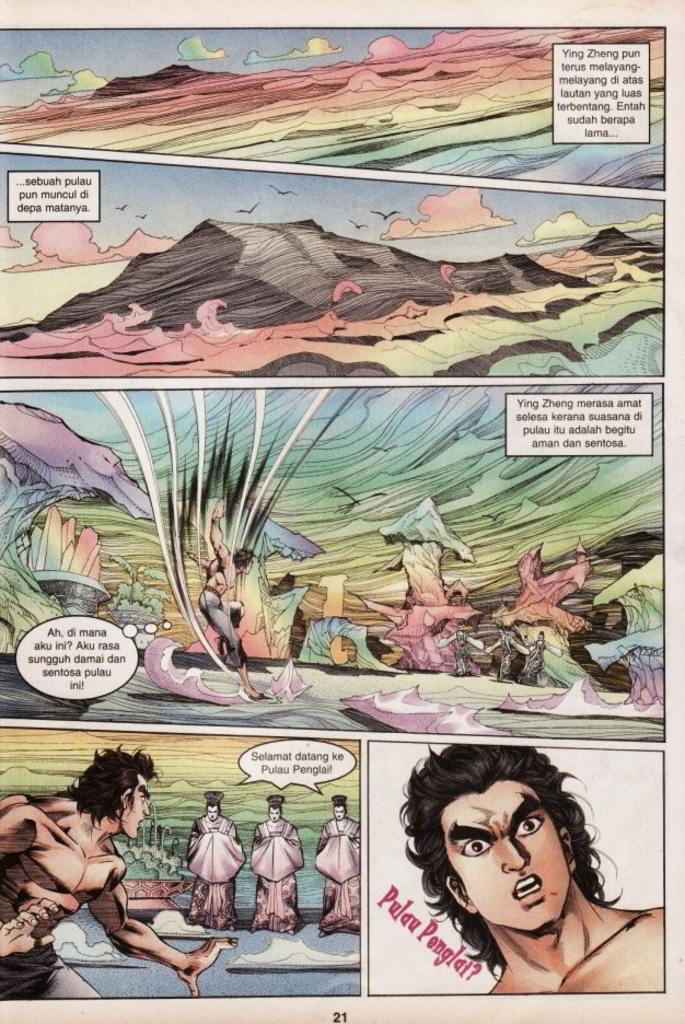 Ying Zheng pun
terus melayang-
melayang di atas
lautan yang luas
terbentang. Entah
sudah berapa
lama...
...sebuah pulau
pun muncul di
depa matanya.
Ying Zheng merasa amat
selesa kerana suasana di
pulau itu adalah begitu
aman dan sentosa.
Ah, di mana
aku ini? Aku rasa
sungguh damai dan
sentosa pulau
ini!
Selamat datang ke
Pulau Penglai!
Pulau Penglai?
21